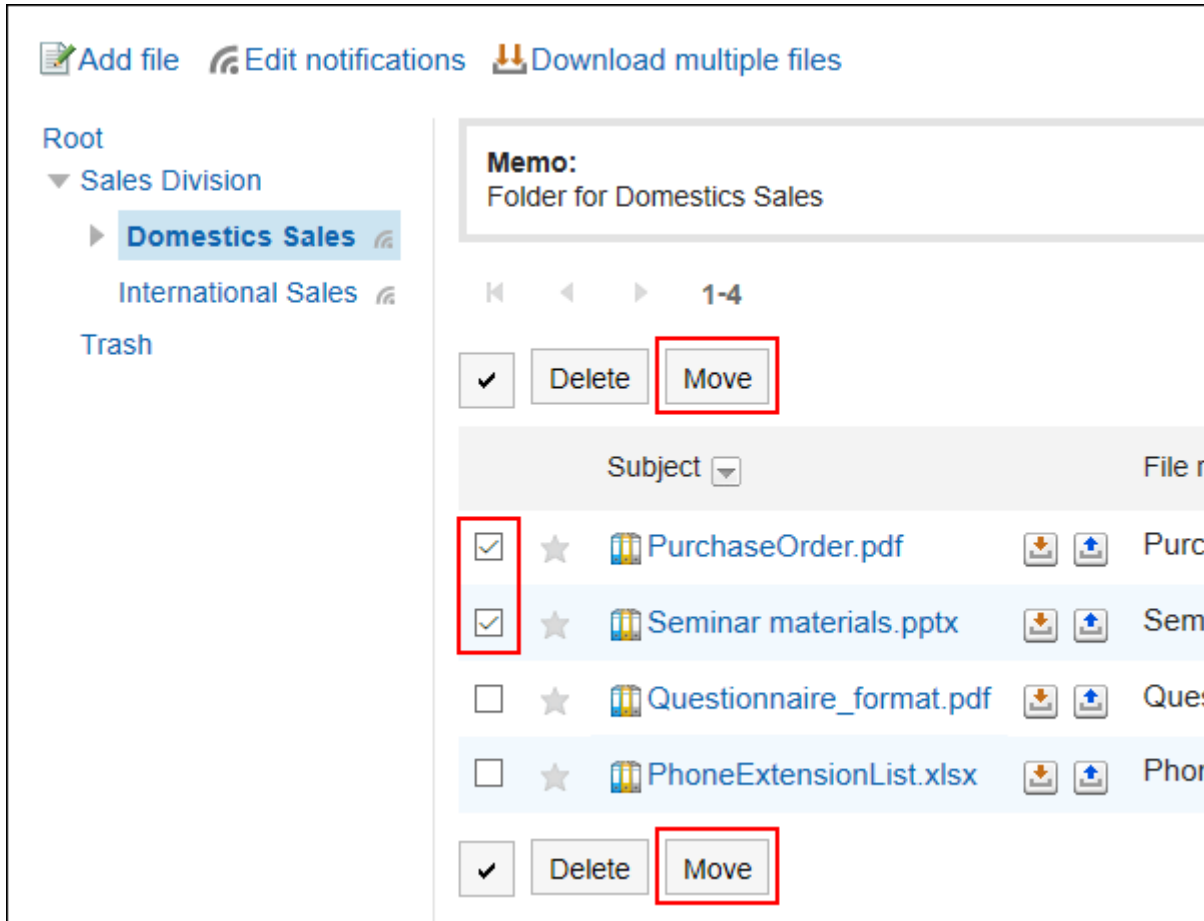 Add file Edit notifications Download multiple files
Root
Sales Division
Domestics Sales
International Sales
Trash
Memo:
Folder for Domestics Sales
1-4
Delete Move
Subject File
PurchaseOrder.pdf
Seminar materials.pptx
Questionnaire_format.pdf
PhoneExtensionList.xlsx
Delete Move